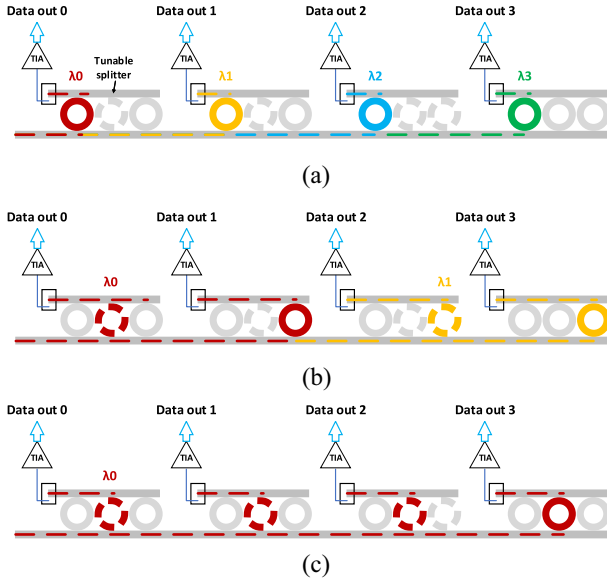 Data out 0 Data out 1 Data out 2 Data out 3
TIA TIA TIA TIA
λ0 Tunable splitter λ1 λ2 λ3
(a)
Data out 0 Data out 1 Data out 2 Data out 3
TIA TIA TIA TIA
λ0 λ1
(b)
Data out 0 Data out 1 Data out 2 Data out 3
TIA TIA TIA TIA
λ0
(c)